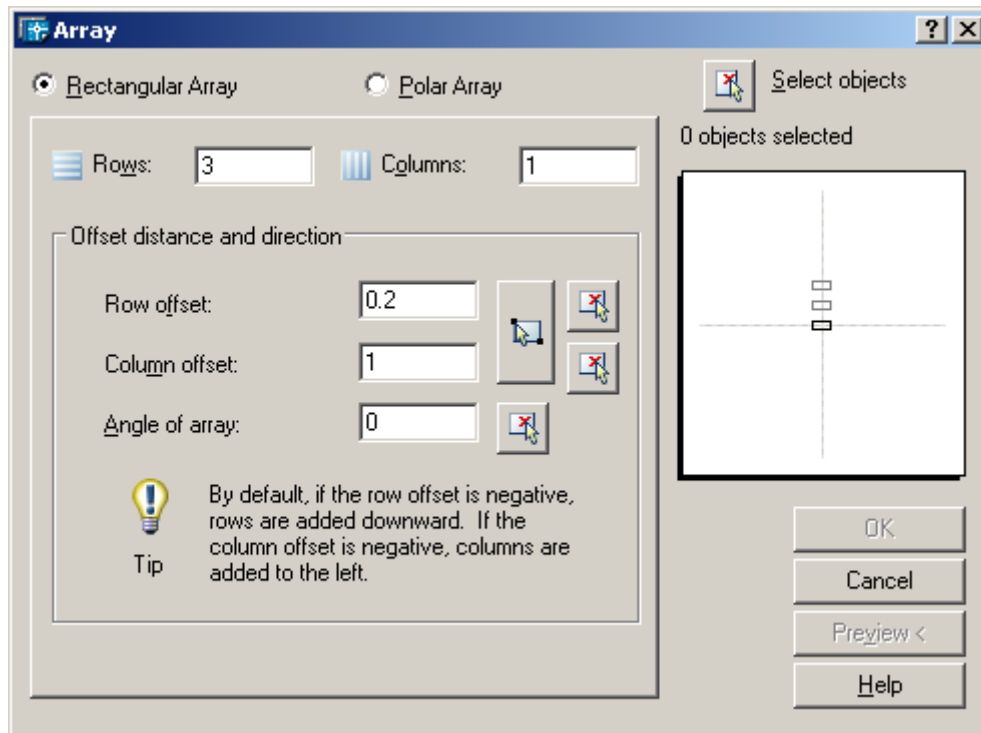 Array
Rectangular Array
Polar Array
Select objects
0 objects selected
Rows: 3
Columns: 1
Offset distance and direction
Row offset: 0.2
Column offset: 1
Angle of array: 0
By default, if the row offset is negative,
rows are added downward. If the
column offset is negative, columns are
added to the left.
Tip
OK
Cancel
Preview <
Help